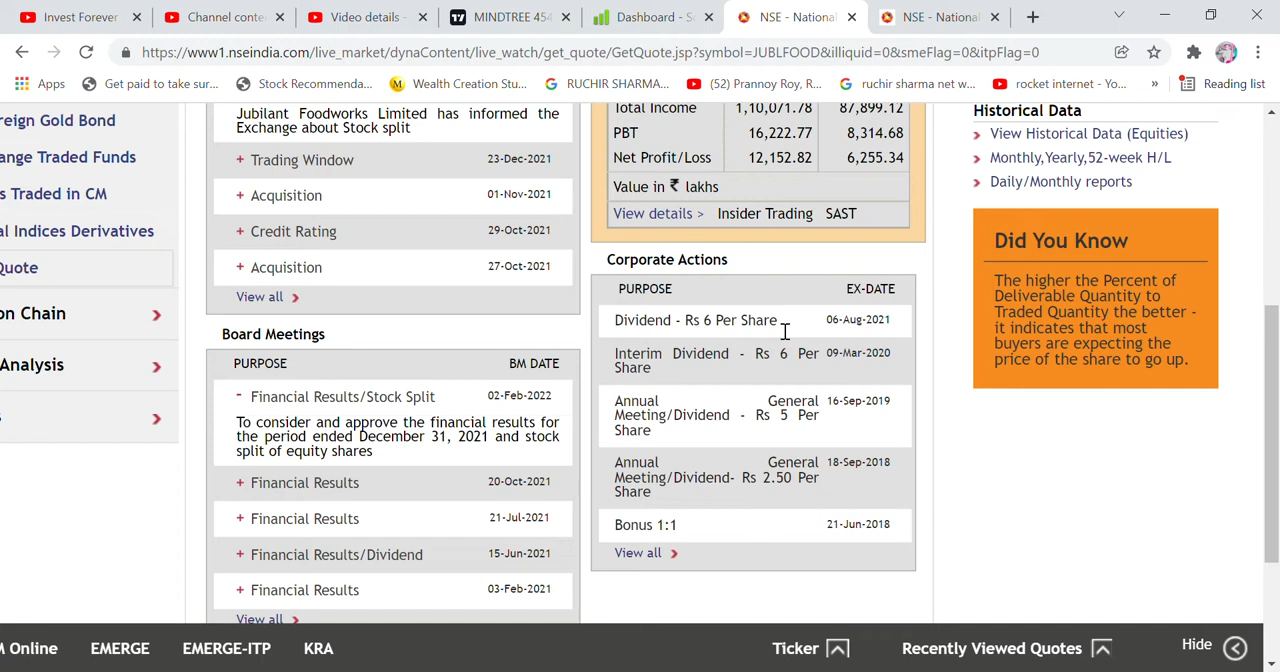 Invest Forever
Channel conte
Video details -
MINDTREE 454
Dashboard - S
NSE - National
NSE - National
https://www1.nseindia.com/live_market/dynaContent/live_watch/get_quote/GetQuote.jsp?symbol=JUBLFOOD&illiquid=0&smeFlag=0&itpFlag=0
Apps
Get paid to take sur...
Stock Recommenda...
Wealth Creation Stu...
RUCHIR SHARMA...
(52) Prannoy Roy, R...
ruchir sharma net w...
rocket internet - Yo...
»
Reading list
reign Gold Bond
ange Traded Funds
s Traded in CM
al Indices Derivatives
Quote
on Chain
Analysis
Jubilant Foodworks Limited has informed the
Exchange about Stock split
+ Trading Window 23-Dec-2021
+ Acquisition 01-Nov-2021
+ Credit Rating 29-Oct-2021
+ Acquisition 27-Oct-2021
View all
Board Meetings
PURPOSE BM DATE
- Financial Results/Stock Split 02-Feb-2022
To consider and approve the financial results for
the period ended December 31, 2021 and stock
split of equity shares
+ Financial Results 20-Oct-2021
+ Financial Results 21-Jul-2021
+ Financial Results/Dividend 15-Jun-2021
+ Financial Results 03-Feb-2021
View all
Total Income 1,10,071.78 87,899.12
PBT 16,222.77 8,314.68
Net Profit/Loss 12,152.82 6,255.34
Value in ₹ lakhs
View details > Insider Trading SAST
Corporate Actions
PURPOSE EX-DATE
Dividend - Rs 6 Per Share 06-Aug-2021
Interim Dividend - Rs 6 Per 09-Mar-2020
Share
Annual General 16-Sep-2019
Meeting/Dividend - Rs 5 Per
Share
Annual General 18-Sep-2018
Meeting/Dividend- Rs 2.50 Per
Share
Bonus 1:1 21-Jun-2018
View all
Historical Data
View Historical Data (Equities)
Monthly,Yearly,52-week H/L
Daily/Monthly reports
Did You Know
The higher the Percent of
Deliverable Quantity to
Traded Quantity the better -
it indicates that most
buyers are expecting the
price of the share to go up.
M Online
EMERGE
EMERGE-ITP
KRA
Ticker
Recently Viewed Quotes
Hide